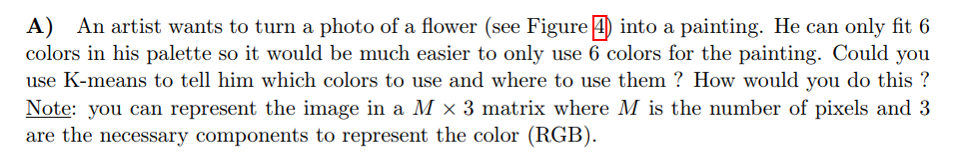 A) An artist wants to turn a photo of a flower (see Figure 4) into a painting. He can only fit 6
colors in his palette so it would be much easier to only use 6 colors for the painting. Could you
use K-means to tell him which colors to use and where to use them ? How would you do this ?
Note: you can represent the image in a M × 3 matrix where M is the number of pixels and 3
are the necessary components to represent the color (RGB).